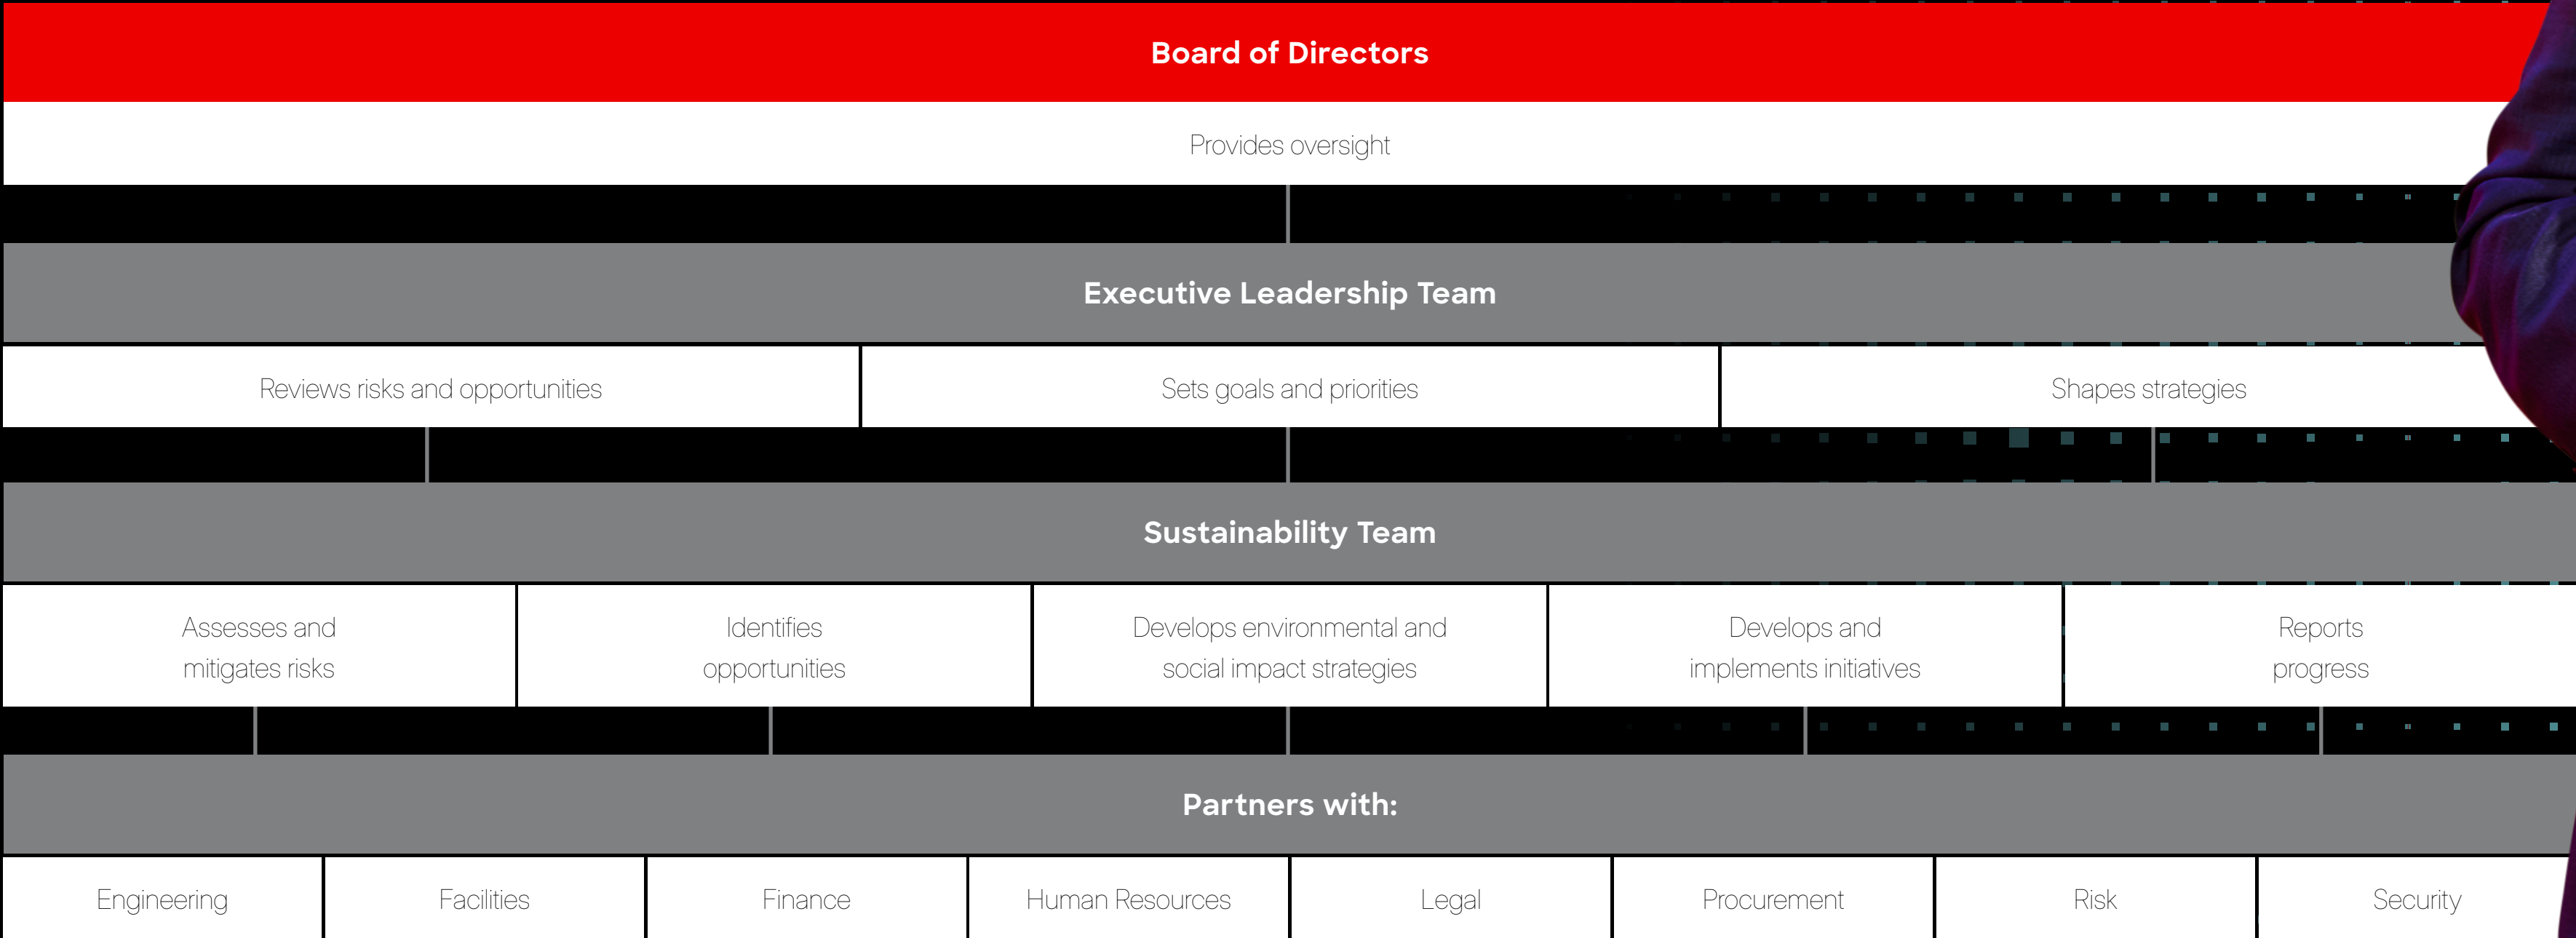 Board of Directors
Provides oversight
Executive Leadership Team
Reviews risks and opportunities
Sets goals and priorities
Shapes strategies
Sustainability Team
Assesses and
mitigates risks
Identifies
opportunities
Develops environmental and
social impact strategies
Develops and
implements initiatives
Reports
progress
Partners with:
Engineering
Facilities
Finance
Human Resources
Legal
Procurement
Risk
Security